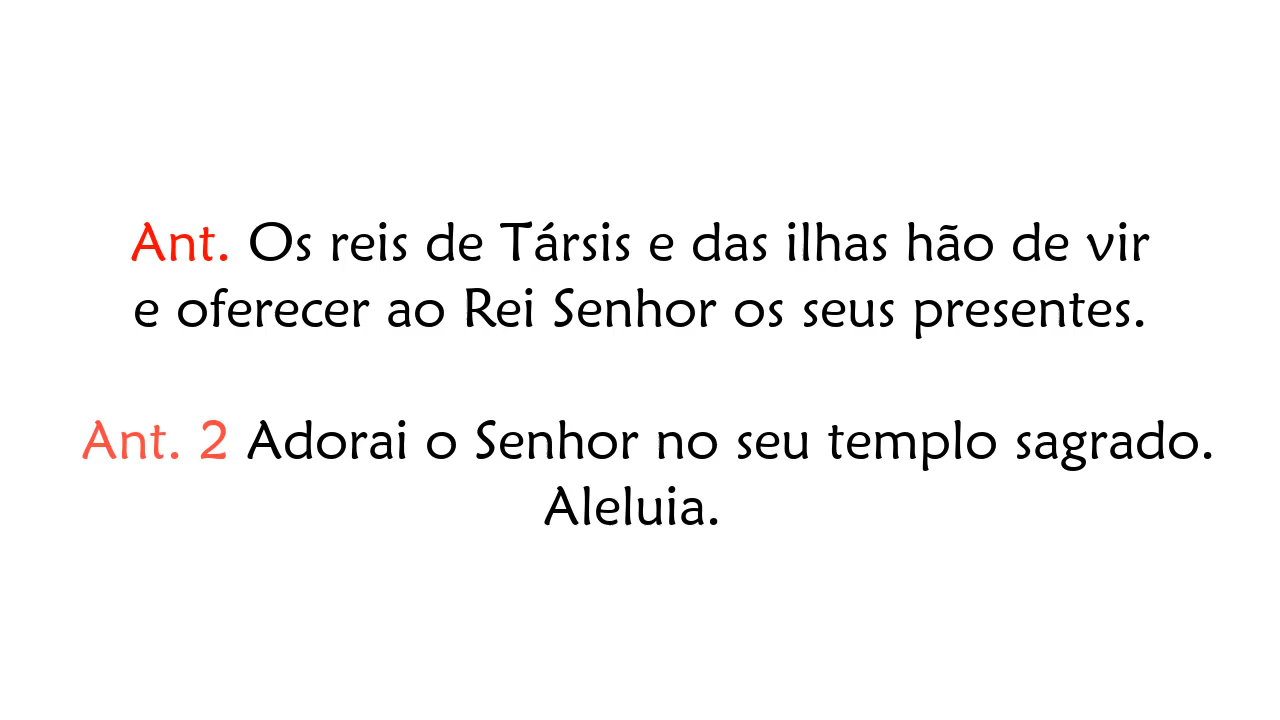 Ant. Os reis de Társis e das ilhas hão de vir
e oferecer ao Rei Senhor os seus presentes.
Ant. 2 Adorai o Senhor no seu templo sagrado.
Aleluia.